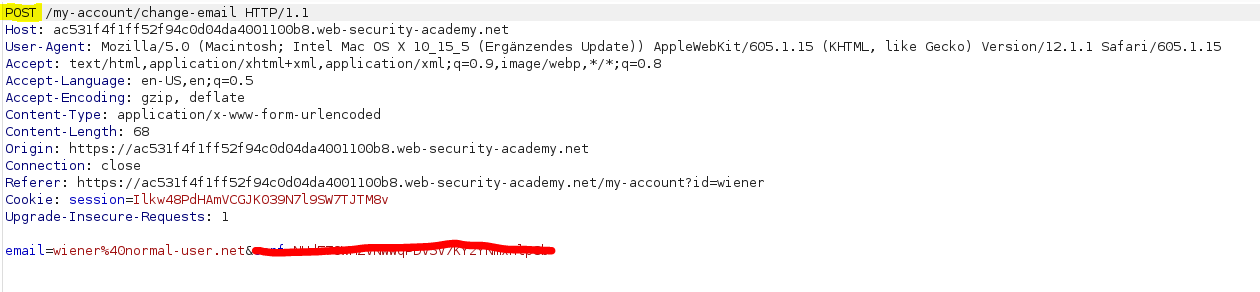 POST /my-account/change-email HTTP/1.1
Host: ac531f4f1ff52f94c0d04da4001100b8.web-security-academy.net
User-Agent: Mozilla/5.0 (Macintosh; Intel Mac OS X 10_15_5 (Ergänzendes Update)) AppleWebKit/605.1.15 (KHTML, like Gecko) Version/12.1.1 Safari/605.1.15
Accept: text/html,application/xhtml+xml,application/xml;q=0.9,image/webp,*/*;q=0.8
Accept-Language: en-US,en;q=0.5
Accept-Encoding: gzip, deflate
Content-Type: application/x-www-form-urlencoded
Content-Length: 68
Origin: https://ac531f4f1ff52f94c0d04da4001100b8.web-security-academy.net
Connection: close
Referer: https://ac531f4f1ff52f94c0d04da4001100b8.web-security-academy.net/my-account?id=wiener
Cookie: session=Ilkw48PdHAmVCGJKO39N7l9SW7TJTM8v
Upgrade-Insecure-Requests: 1
email=wiener%40normal-user.net&